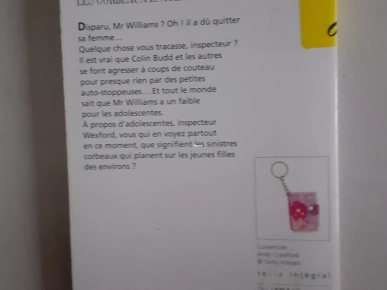 Disparu, Mr Williams ? Oh ! il a dû quitter
sa femme...
Quelque chose vous tracasse, inspecteur ?
Il est vrai que Colin Budd et les autres
se font agresser à coups de couteau
pour presque rien par des petites
auto-stoppeuses... Et tout le monde
sait que Mr Williams a un faible
pour les adolescentes.
À propos d'adolescentes, inspecteur
Wexford, vous qui en voyez partout
en ce moment, que signifient les sinistres
corbeaux qui planent sur les jeunes filles
des environs ?
Couverture :
Andy Crawford
© Getty Images.
texte intégral